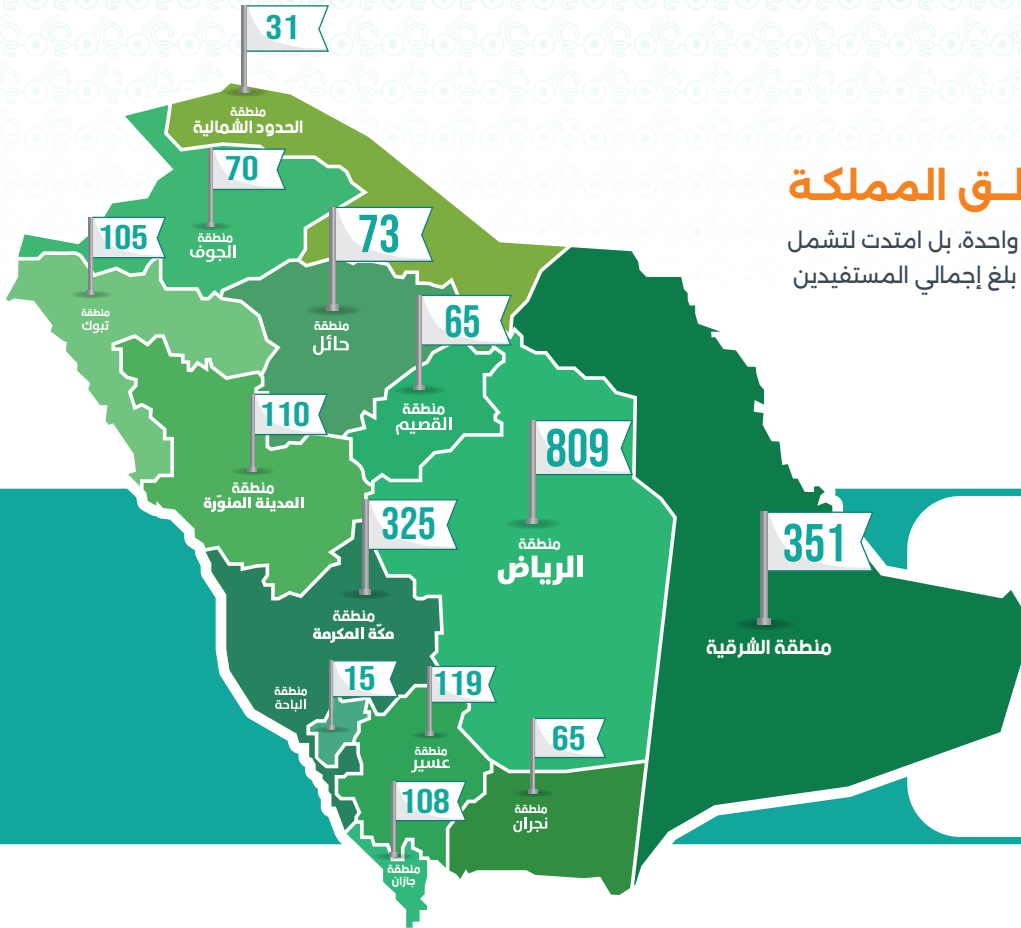 31
منطقة
الحدود الشمالية
70
منطقة
الجوف
105
منطقة
تبوك
73
منطقة
حائل
65
منطقة
القصيم
110
منطقة
المدينة المنوّرة
809
منطقة
الرياض
325
منطقة
مكّة المكرمة
351
منطقة الشرقية
15
منطقة
الباحة
119
منطقة
عسير
65
منطقة
نجران
108
منطقة
جازان
المملكة
واحدة، بل امتدت لتشمل
بلغ إجمالي المستفيدين